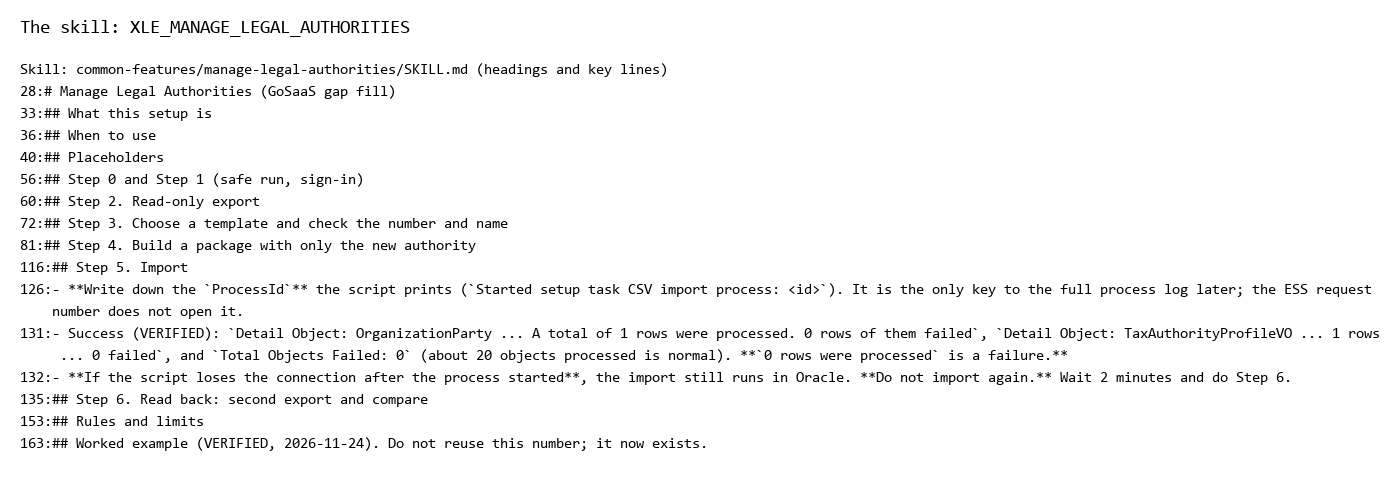 The skill: XLE_MANAGE_LEGAL_AUTHORITIES
Skill: common-features/manage-legal-authorities/SKILL.md (headings and key lines)
28:# Manage Legal Authorities (GoSaaS gap fill)
33:## What this setup is
36:## When to use
40:## Placeholders
56:## Step 0 and Step 1 (safe run, sign-in)
60:## Step 2. Read-only export
72:## Step 3. Choose a template and check the number and name
81:## Step 4. Build a package with only the new authority
116:## Step 5. Import
126:- **Write down the `ProcessId`** the script prints (`Started setup task CSV import process: <id>`). It is the only key to the full process log later; the ESS request
number does not open it.
131:- Success (VERIFIED): `Detail Object: OrganizationParty ... A total of 1 rows were processed. 0 rows of them failed`, `Detail Object: TaxAuthorityProfileVO ... 1 rows
... 0 failed`, and `Total Objects Failed: 0` (about 20 objects processed is normal). **`0 rows were processed` is a failure.**
132:- **If the script loses the connection after the process started**, the import still runs in Oracle. **Do not import again.** Wait 2 minutes and do Step 6.
135:## Step 6. Read back: second export and compare
153:## Rules and limits
163:## Worked example (VERIFIED, 2026-11-24). Do not reuse this number; it now exists.